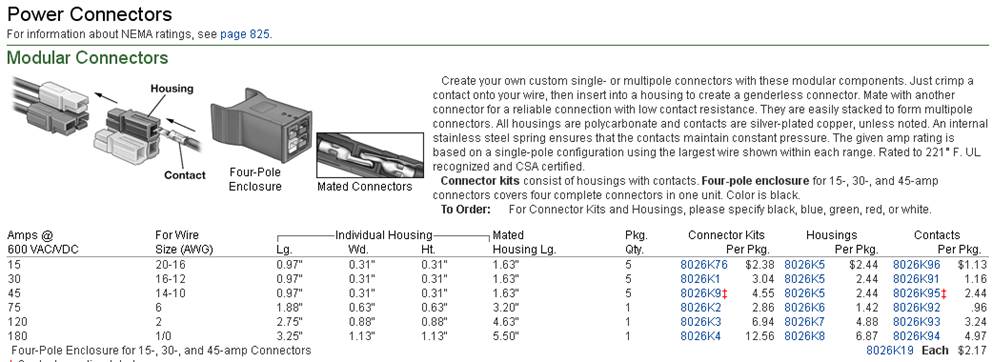 Power Connectors
For information about NEMA ratings, see page 825.
Modular Connectors
Housing
Contact
Four-Pole
Enclosure
Mated Connectors
Create your own custom single- or multipole connectors with these modular components. Just crimp a
contact onto your wire, then insert into a housing to create a genderless connector. Mate with another
connector for a reliable connection with low contact resistance. They are easily stacked to form multipole
connectors. All housings are polycarbonate and contacts are silver-plated copper, unless noted. An internal
stainless steel spring ensures that the contacts maintain constant pressure. The given amp rating is
based on a single-pole configuration using the largest wire shown within each range. Rated to 221° F. UL
recognized and CSA certified.
Connector kits consist of housings with contacts. Four-pole enclosure for 15-, 30-, and 45-amp
connectors covers four complete connectors in one unit. Color is black.
To Order: For Connector Kits and Housings, please specify black, blue, green, red, or white.
Amps @ For Wire Individual Housing Mated Pkg. Connector Kits Housings Contacts
600 VAC/VDC Size (AWG) Lg. Wd. Ht. Housing Lg. Qty. Per Pkg. Per Pkg. Per Pkg.
15 20-16 0.97" 0.31" 0.31" 1.63" 5 8026K76 $2.38 8026K5 $2.44 8026K96 $1.13
30 16-12 0.97" 0.31" 0.31" 1.63" 5 8026K1 3.04 8026K5 2.44 8026K91 1.16
45 14-10 0.97" 0.31" 0.31" 1.63" 5 8026K9‡ 4.55 8026K5 2.44 8026K95‡ 2.44
75 6 1.88" 0.63" 0.63" 3.20" 1 8026K2 2.86 8026K6 1.42 8026K92 .96
120 2 2.75" 0.88" 0.88" 4.63" 1 8026K3 6.94 8026K7 4.88 8026K93 3.24
180 1/0 3.25" 1.13" 1.13" 5.50" 1 8026K4 12.56 8026K8 6.87 8026K94 4.97
Four-Pole Enclosure for 15-, 30-, and 45-amp Connectors 8026K19 Each $2.17